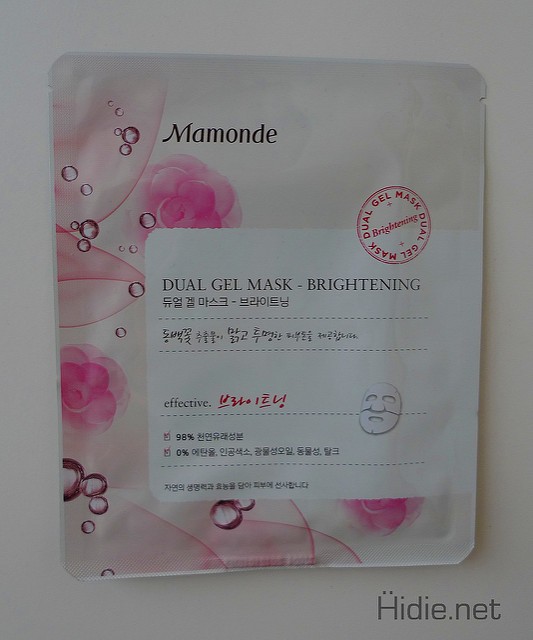 Mamonde
DUAL GEL MASK DUAL GEL MASK
Brightening
DUAL GEL MASK - BRIGHTENING
듀얼 겔 마스크 - 브라이트닝
동백꽃 추출물이 맑고 투명한 피부톤을 제공합니다.
effective. 브라이트닝
98% 천연유래성분
0% 에탄올, 인공색소, 광물성오일, 동물성, 탈크
자연의 생명력과 효능을 담아 피부에 선사합니다
Hidie.net